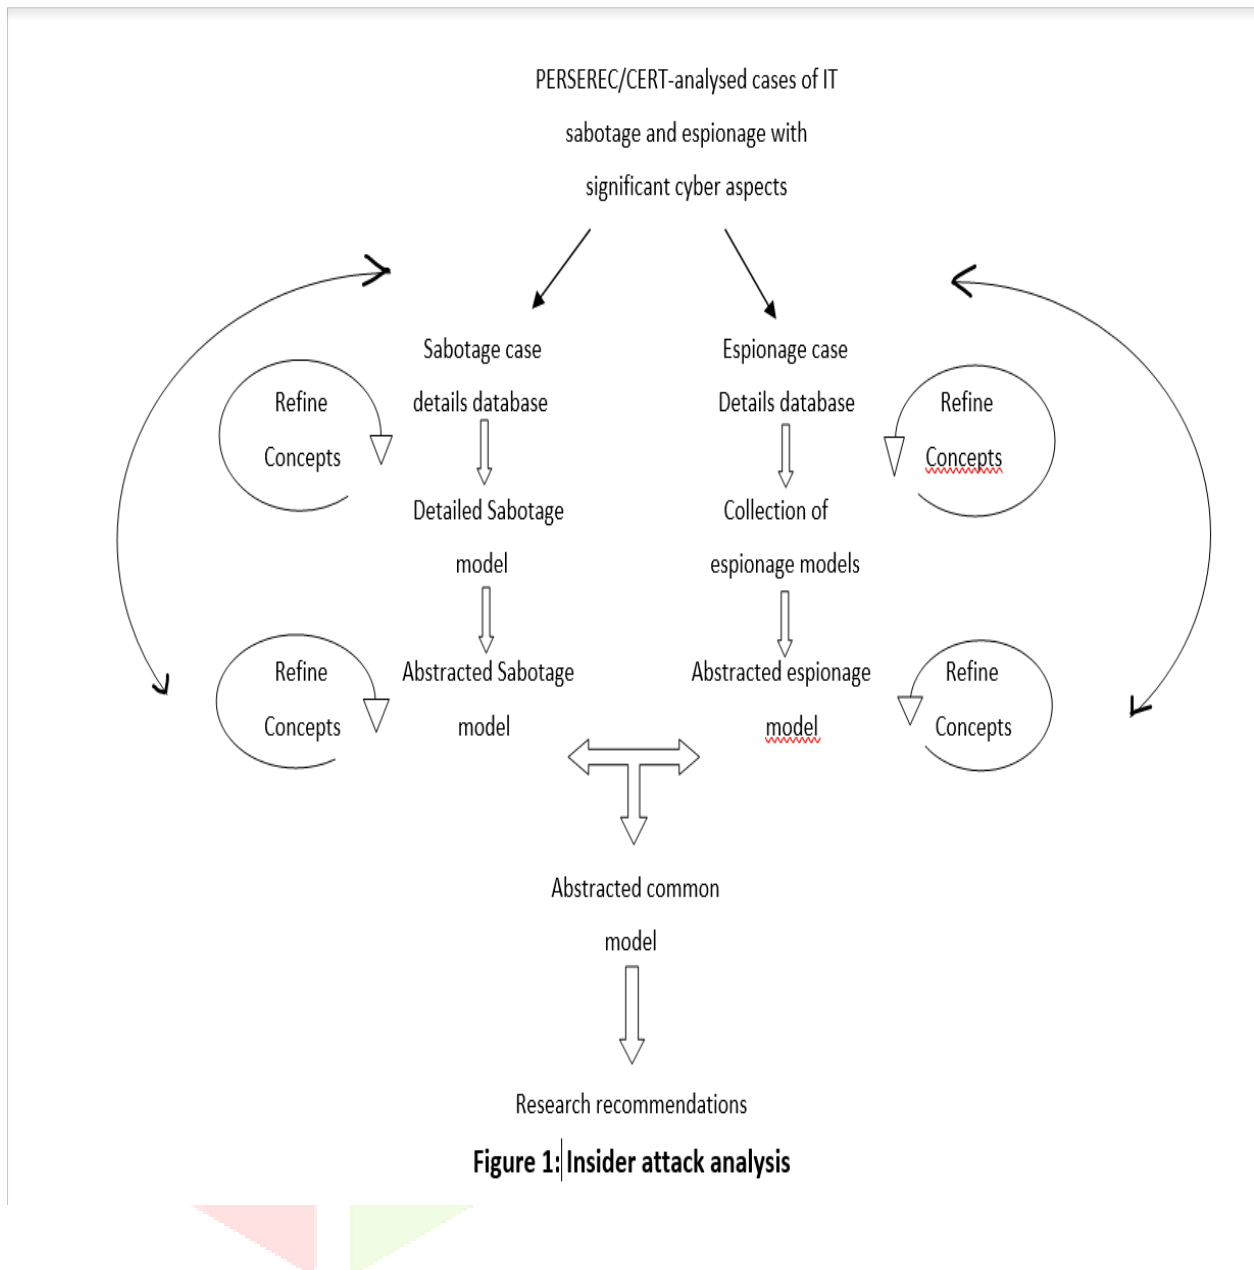 PERSEREC/CERT-analysed cases of IT
sabotage and espionage with
significant cyber aspects
Sabotage case
details database
Espionage case
Details database
Refine
Concepts
Refine
Concepts
Detailed Sabotage
model
Collection of
espionage models
Refine
Concepts
Abstracted Sabotage
model
Abstracted espionage
model
Refine
Concepts
Abstracted common
model
Research recommendations
Figure 1: Insider attack analysis